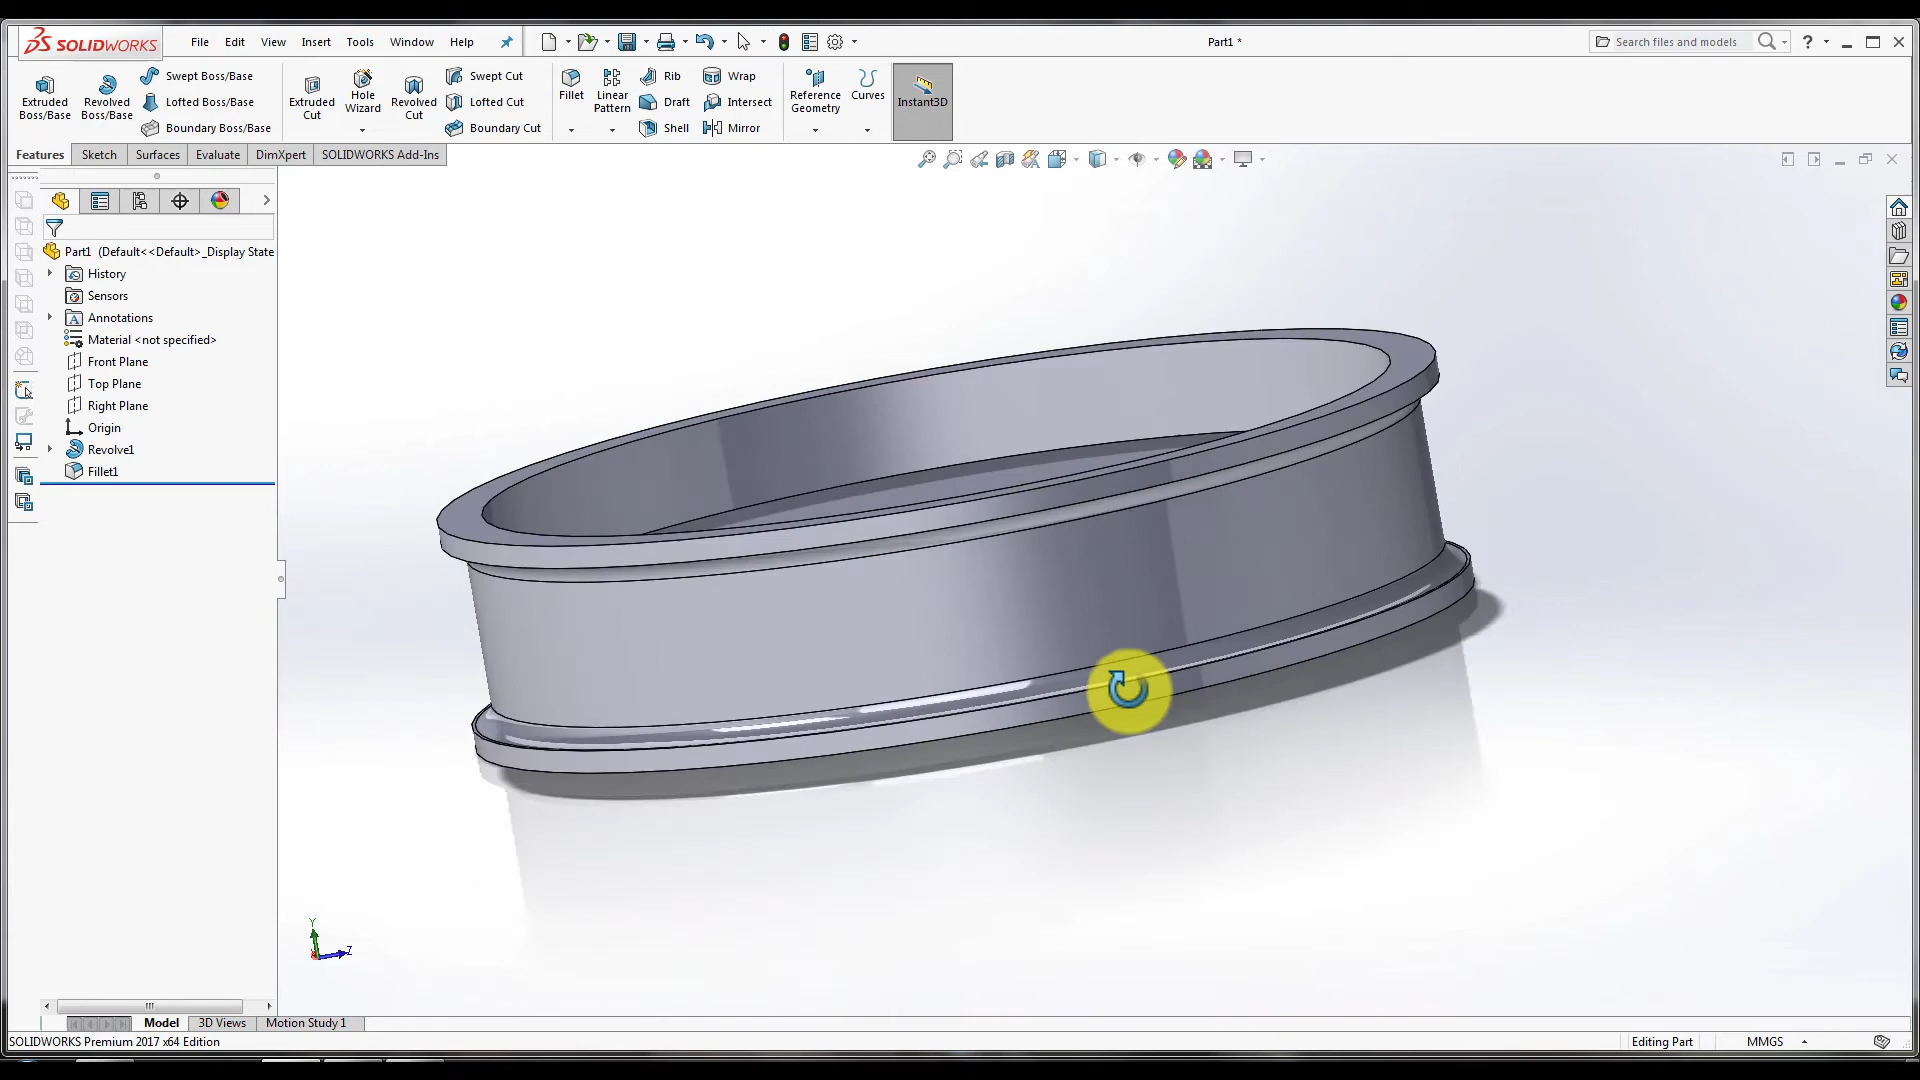 SOLIDWORKS
File Edit View Insert Tools Window Help
Part1 *
Search files and models
Extruded Boss/Base
Revolved Boss/Base
Swept Boss/Base
Lofted Boss/Base
Boundary Boss/Base
Extruded Cut
Hole Wizard
Revolved Cut
Swept Cut
Lofted Cut
Boundary Cut
Fillet
Linear Pattern
Rib
Draft
Shell
Wrap
Intersect
Mirror
Reference Geometry
Curves
Instant3D
Features Sketch Surfaces Evaluate DimXpert SOLIDWORKS Add-Ins
Part1 (Default<<Default>_Display State
History
Sensors
Annotations
Material <not specified>
Front Plane
Top Plane
Right Plane
Origin
Revolve1
Fillet1
Y
Z
Model 3D Views Motion Study 1
SOLIDWORKS Premium 2017 x64 Edition
Editing Part
MMGS